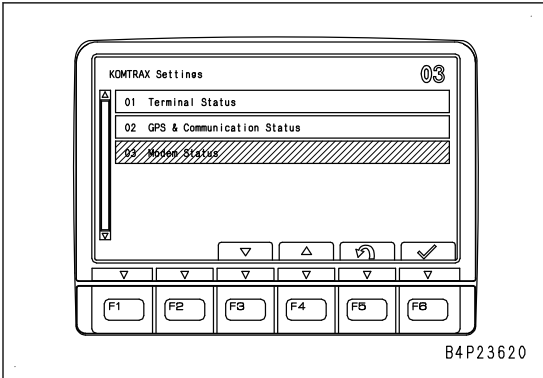 KOMTRAX Settings 03
01 Terminal Status
02 GPS & Communication Status
03 Modem Status
F1 F2 F3 F4 F5 F6
B4P23620